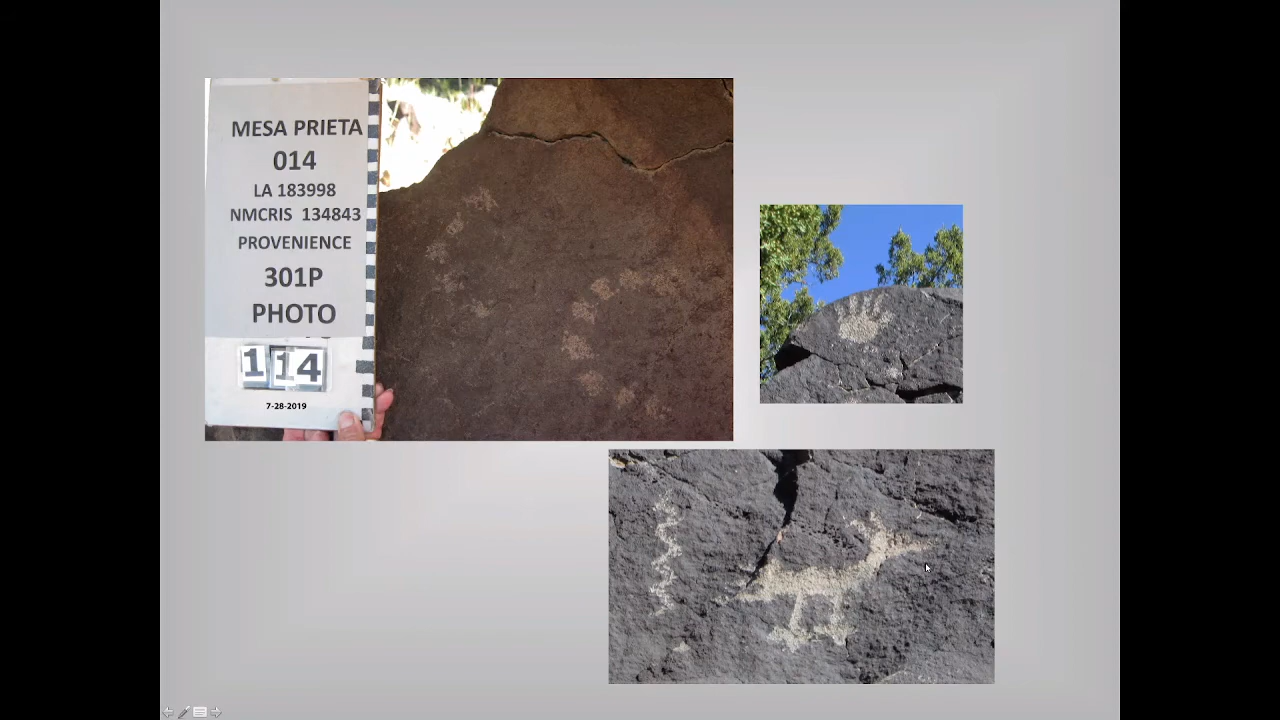 MESA PRIETA
014
LA 183998
NMCRIS 134843
PROVENIENCE
301P
PHOTO
114
7-28-2019